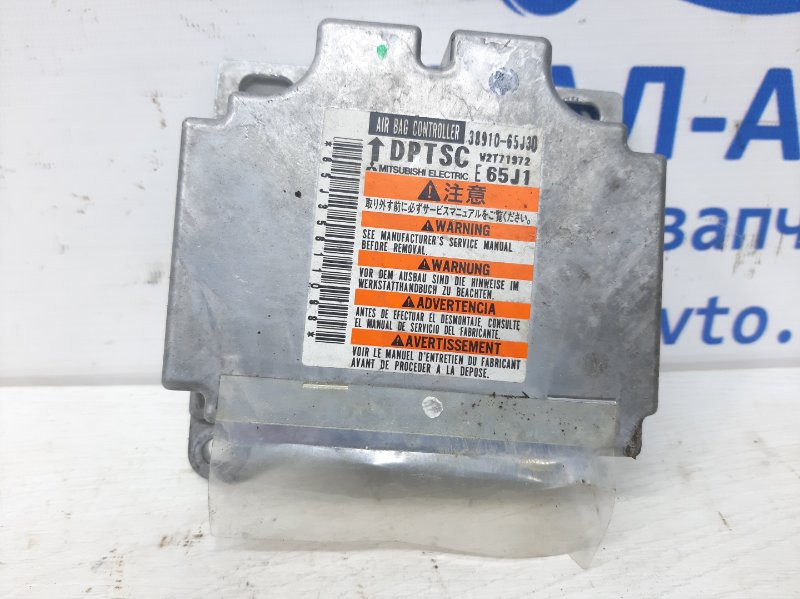 AIR BAG CONTROLLER 38910-65J30
DPTSC W2T71972
MITSUBISHI ELECTRIC E 65J1
注意
取り外す前に必ずサービスマニュアルをご覧ください。
WARNING
SEE MANUFACTURER'S SERVICE MANUAL
BEFORE REMOVAL.
WARNUNG
VOR DEM AUSBAU SIND DIE HINWEISE IM
WERKSTATTHANDBUCH ZU BEACHTEN.
ADVERTENCIA
ANTES DE EFECTUAR EL DESMONTAJE, CONSULTE
EL MANUAL DE SERVICIO DEL FABRICANTE.
AVERTISSEMENT
VOIR LE MANUEL D'ENTRETIEN DU FABRICANT
AVANT DE PROCEDER A LA DEPOSE.
Л-А
запч
vto.